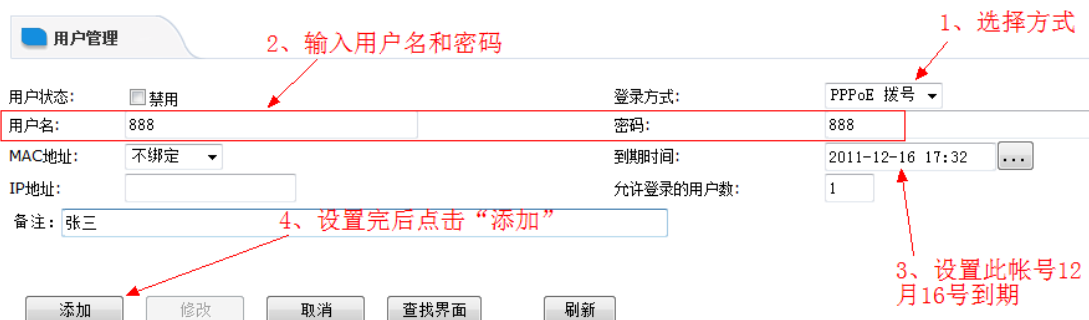 1、选择方式
用户管理
2、输入用户名和密码
用户状态: 禁用 登录方式: PPPoE 拨号
用户名: 888 密码: 888
MAC地址: 不绑定 到期时间: 2011-12-16 17:32 ...
IP地址: 允许登录的用户数: 1
备注: 张三
4、设置完后点击“添加”
3、设置此帐号12
月16号到期
添加 修改 取消 查找界面 刷新